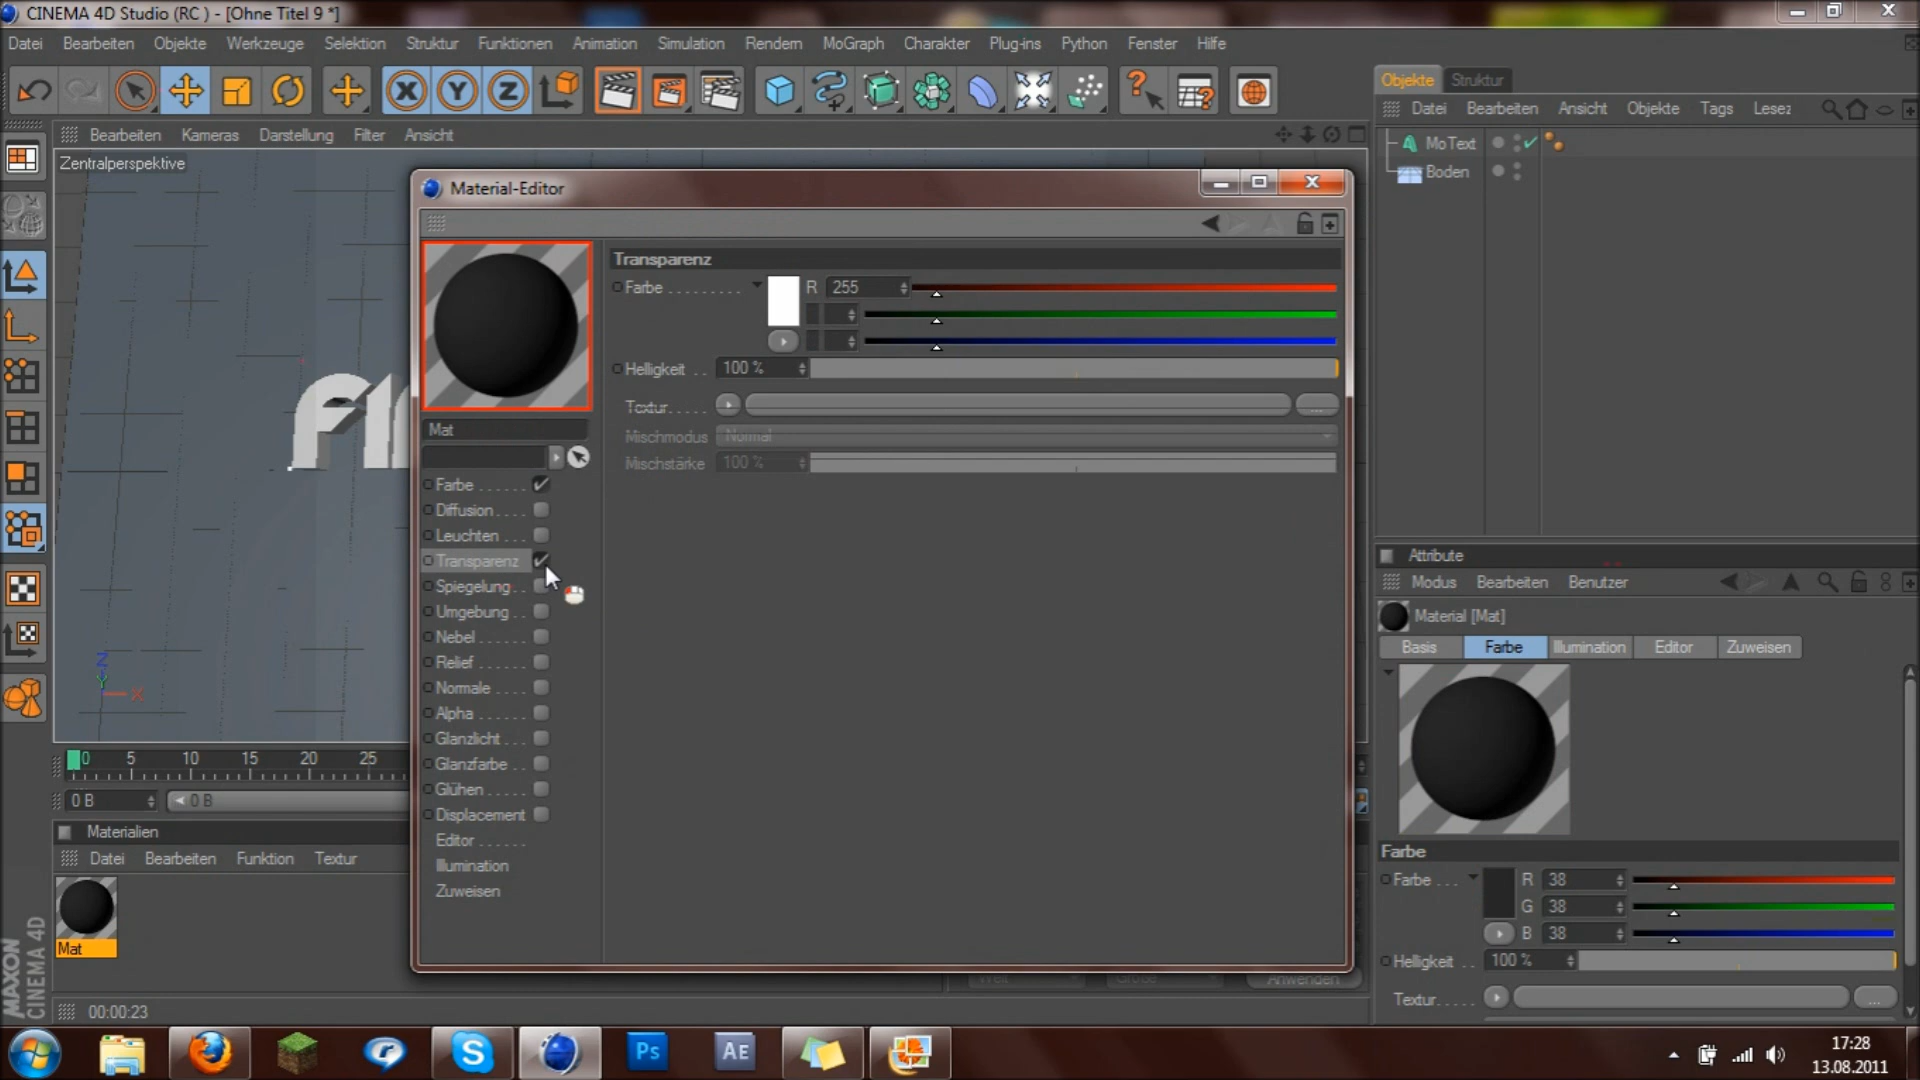 CINEMA 4D Studio (RC ) - [Ohne Titel 9 *]
Datei Bearbeiten Objekte Werkzeuge Selektion Struktur Funktionen Animation Simulation Rendern MoGraph Charakter Plug-ins Python Fenster Hilfe
X Y Z
Objekte Struktur
Datei Bearbeiten Ansicht Objekte Tags Lesez
MoText
Boden
Bearbeiten Kameras Darstellung Filter Ansicht
Zentralperspektive
Z
Y
X
Material-Editor
Transparenz
Farbe R 255
Helligkeit 100 %
Textur ...
Mischmodus Normal
Mischstärke 100 %
Mat
Farbe
Diffusion
Leuchten
Transparenz
Spiegelung
Umgebung
Nebel
Relief
Normale
Alpha
Glanzlicht
Glanzfarbe
Glühen
Displacement
Editor
Illumination
Zuweisen
0 5 10 15 20 25
0 B 0 B
Materialien
Datei Bearbeiten Funktion Textur
Mat
MAXON
CINEMA 4D
00:00:23
Welt Größe Anwenden
Attribute
Modus Bearbeiten Benutzer
Material [Mat]
Basis Farbe Illumination Editor Zuweisen
Farbe
Farbe R 38
G 38
B 38
Helligkeit 100 %
Textur ...
Ps AE
17:28
13.08.2011